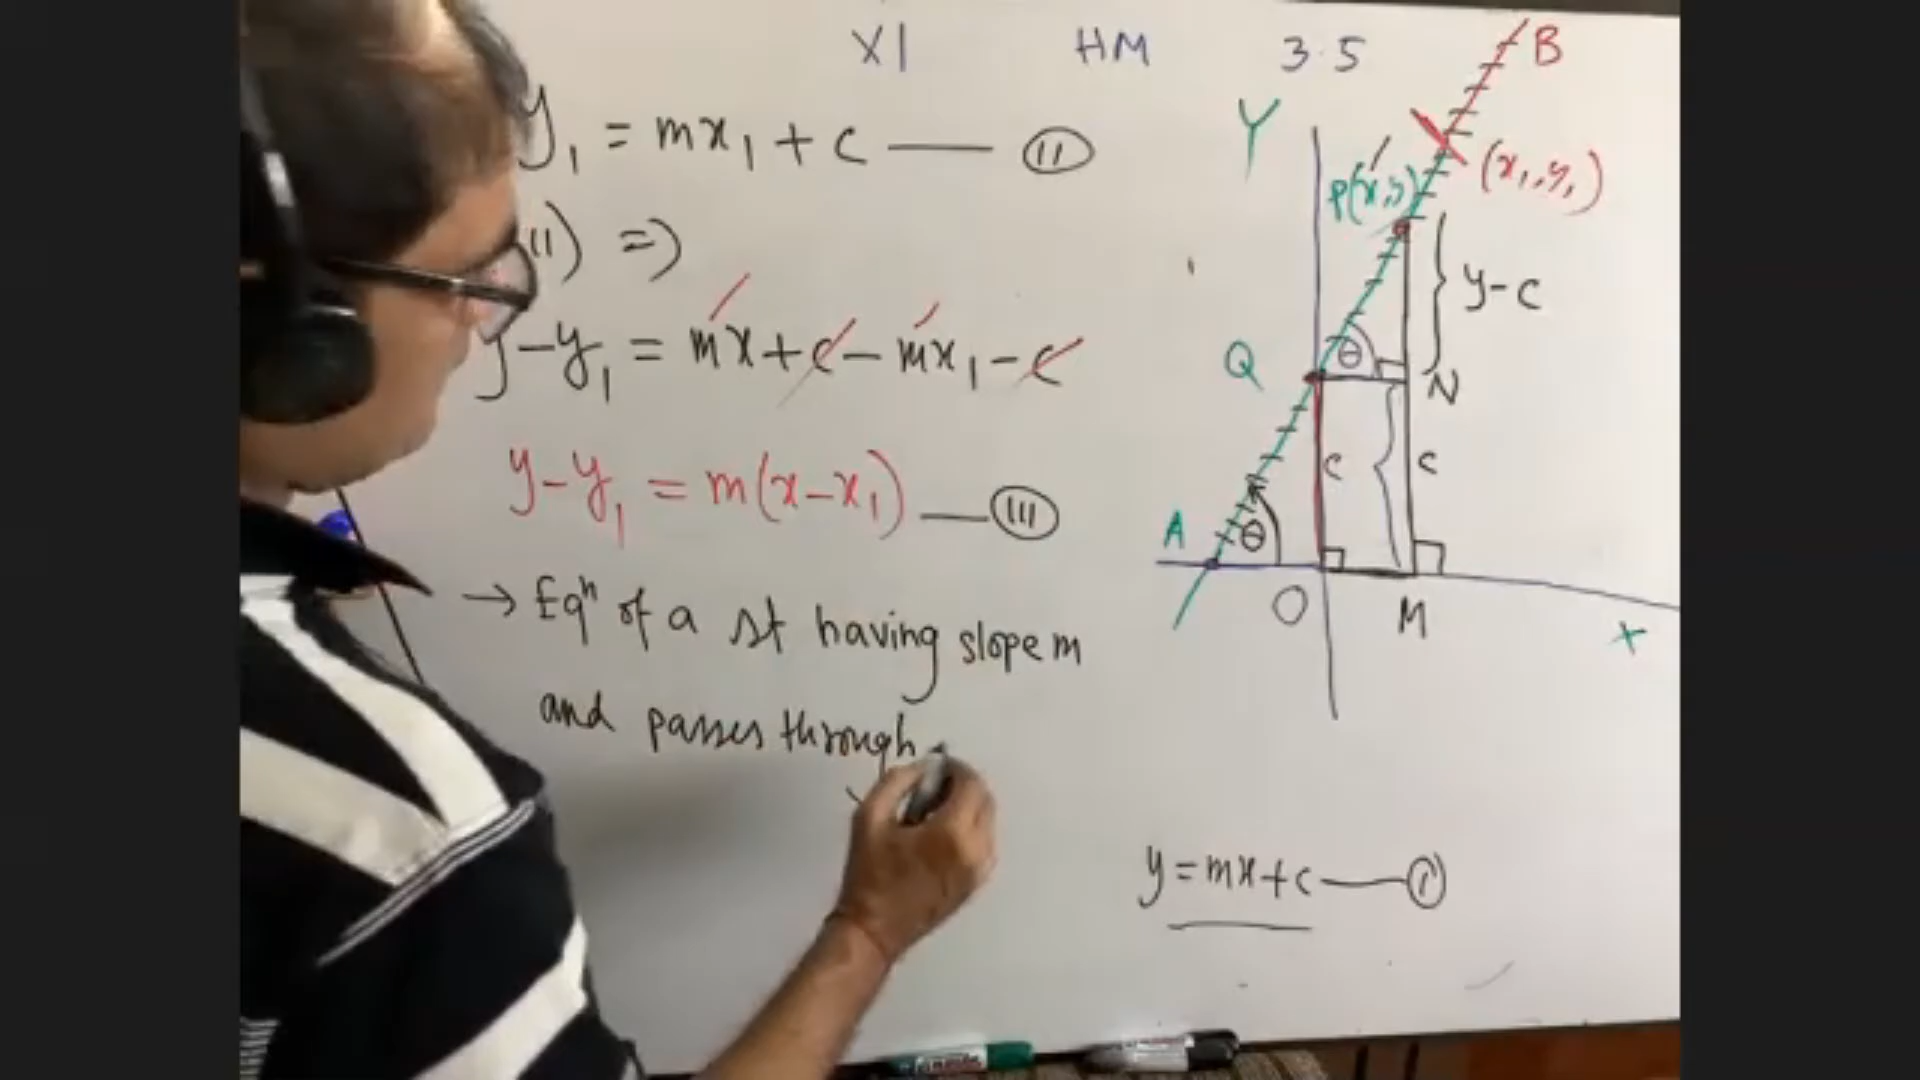 XI HM 3.5
y₁ = mx₁ + c —— (II)
II) =>
y-y₁ = mx+c - mx₁ - c
y-y₁ = m(x-x₁) —— (III)
→ Eqⁿ of a st having slope m
and passes through
B
Y
P(x,y)
(x₁,y₁)
y-c
θ
Q
N
c
c
A
θ
O
M
X
y=mx+c —— (I)